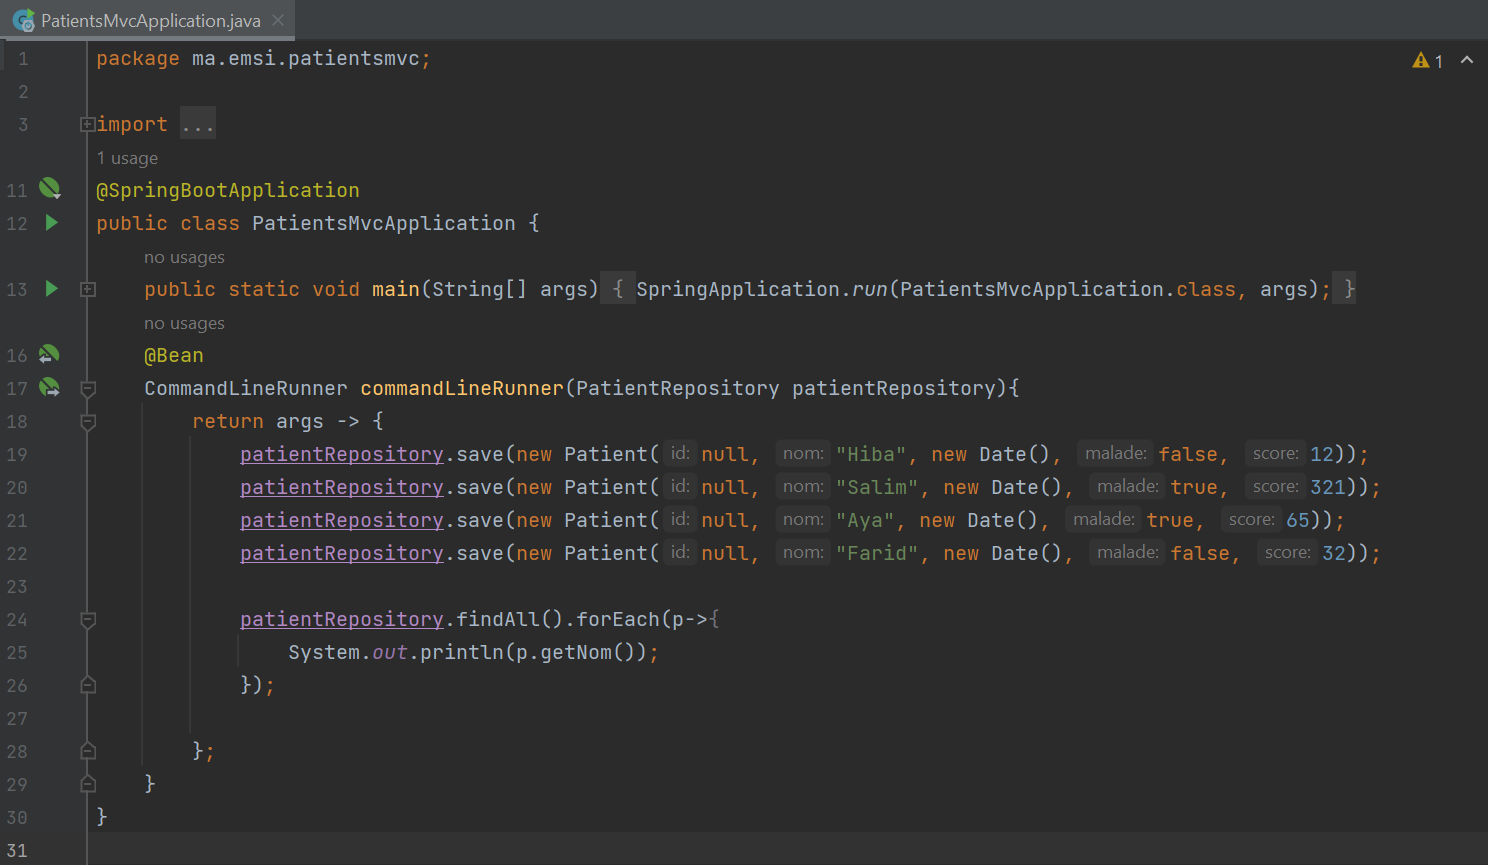 PatientsMvcApplication.java
1 package ma.emsi.patientsmvc; 1
2
3 import ...
1 usage
11 @SpringBootApplication
12 public class PatientsMvcApplication {
no usages
13 public static void main(String[] args) { SpringApplication.run(PatientsMvcApplication.class, args); }
no usages
16 @Bean
17 CommandLineRunner commandLineRunner(PatientRepository patientRepository){
18 return args -> {
19 patientRepository.save(new Patient( id: null, nom: "Hiba", new Date(), malade: false, score: 12));
20 patientRepository.save(new Patient( id: null, nom: "Salim", new Date(), malade: true, score: 321));
21 patientRepository.save(new Patient( id: null, nom: "Aya", new Date(), malade: true, score: 65));
22 patientRepository.save(new Patient( id: null, nom: "Farid", new Date(), malade: false, score: 32));
23
24 patientRepository.findAll().forEach(p->{
25 System.out.println(p.getNom());
26 });
27
28 };
29 }
30 }
31